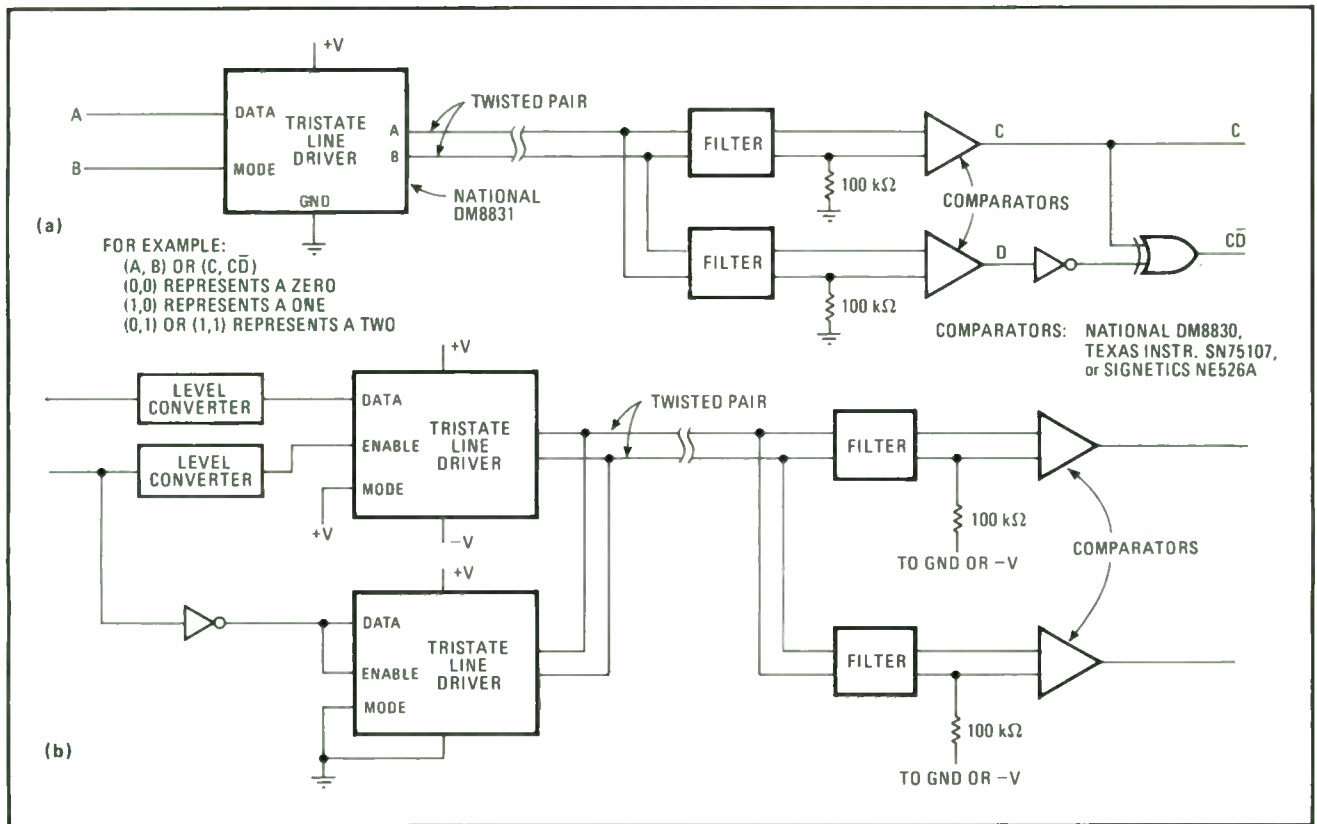 +V
A
B
DATA
MODE
TRISTATE
LINE
DRIVER
GND
A
B
TWISTED PAIR
NATIONAL
DM8831
FILTER
100 kΩ
C
COMPARATORS
C
FILTER
100 kΩ
D
CD̅
(a)
FOR EXAMPLE:
(A, B) OR (C, CD̅)
(0,0) REPRESENTS A ZERO
(1,0) REPRESENTS A ONE
(0,1) OR (1,1) REPRESENTS A TWO
COMPARATORS: NATIONAL DM8830,
TEXAS INSTR. SN75107,
or SIGNETICS NE526A
LEVEL
CONVERTER
LEVEL
CONVERTER
+V
DATA
ENABLE
MODE
TRISTATE
LINE
DRIVER
+V
−V
TWISTED PAIR
FILTER
100 kΩ
TO GND OR −V
COMPARATORS
+V
DATA
ENABLE
MODE
TRISTATE
LINE
DRIVER
FILTER
100 kΩ
TO GND OR −V
(b)